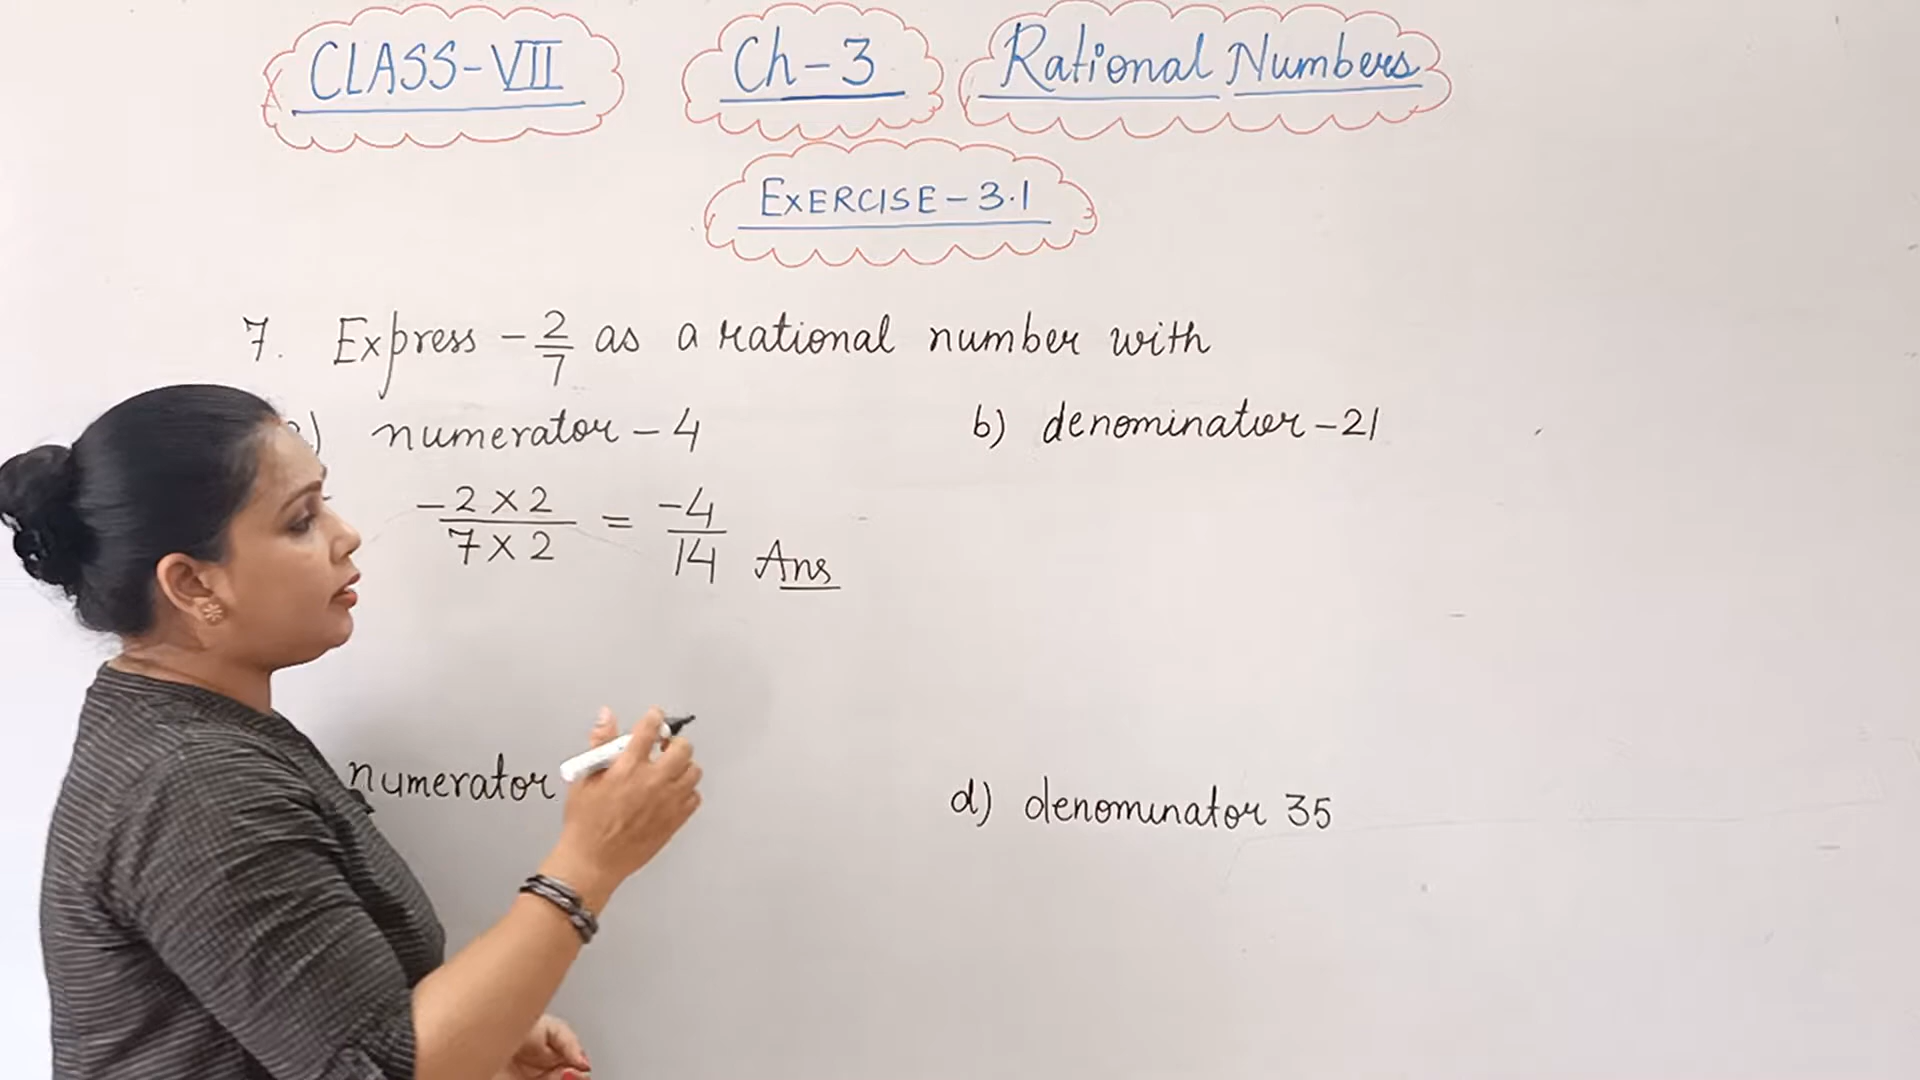 CLASS-VII Ch-3 Rational Numbers
EXERCISE-3.1
7. Express -2/7 as a rational number with
) numerator -4 b) denominator -21
-2×2/7×2 = -4/14 Ans
numerator d) denominator 35